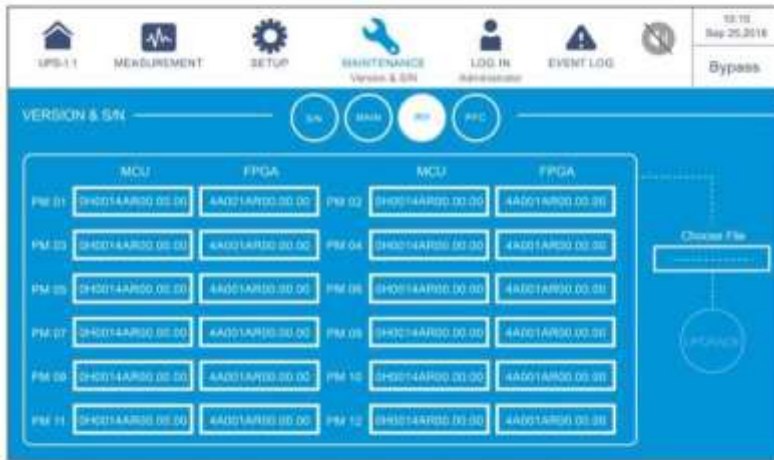 10:10
Sep 25,2018
UPS-1.1 MEASUREMENT SETUP MAINTENANCE LOG IN EVENT LOG
Version & S/N Administrator
Bypass
VERSION & S/N
S/N MAIN INV PFC
MCU FPGA MCU FPGA
PM 01 0H0014AR00.00.00 4A001AR00.00.00 PM 02 0H0014AR00.00.00 4A001AR00.00.00
PM 03 0H0014AR00.00.00 4A001AR00.00.00 PM 04 0H0014AR00.00.00 4A001AR00.00.00
Choose File
PM 05 0H0014AR00.00.00 4A001AR00.00.00 PM 06 0H0014AR00.00.00 4A001AR00.00.00
PM 07 0H0014AR00.00.00 4A001AR00.00.00 PM 08 0H0014AR00.00.00 4A001AR00.00.00
UPGRADE
PM 09 0H0014AR00.00.00 4A001AR00.00.00 PM 10 0H0014AR00.00.00 4A001AR00.00.00
PM 11 0H0014AR00.00.00 4A001AR00.00.00 PM 12 0H0014AR00.00.00 4A001AR00.00.00